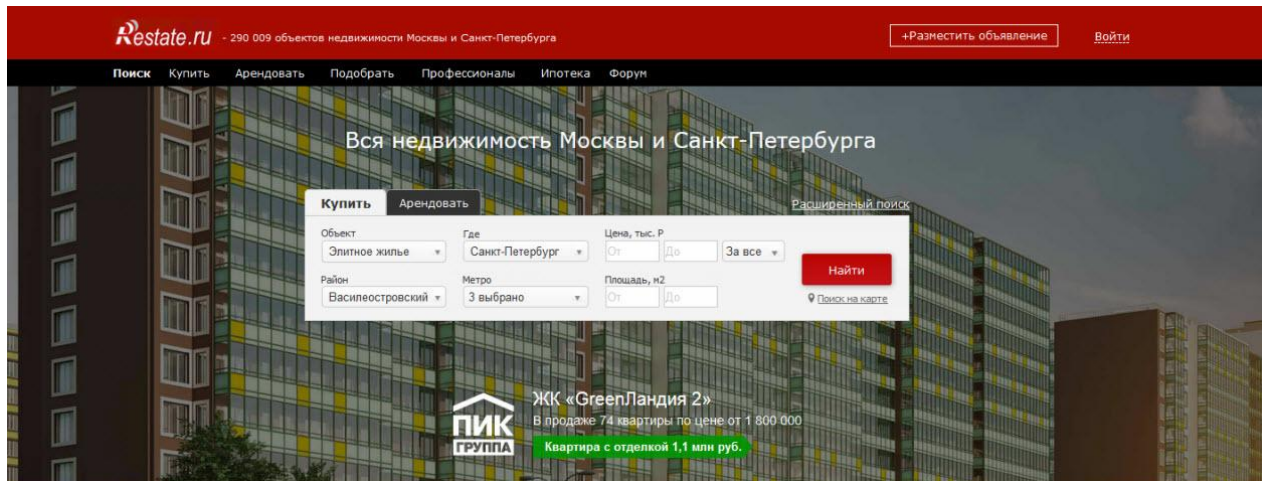 Restate.ru - 290 009 объектов недвижимости Москвы и Санкт-Петербурга +Разместить объявление Войти
Поиск Купить Арендовать Подобрать Профессионалы Ипотека Форум
Вся недвижимость Москвы и Санкт-Петербурга
Купить Арендовать Расширенный поиск
Объект Где Цена, тыс. Р
Элитное жилье Санкт-Петербург От До За все
Найти
Район Метро Площадь, м2
Василеостровский 3 выбрано От До Поиск на карте
ЖК «GreenЛандия 2»
В продаже 74 квартиры по цене от 1 800 000
ПИК
ГРУППА
Квартира с отделкой 1,1 млн руб.